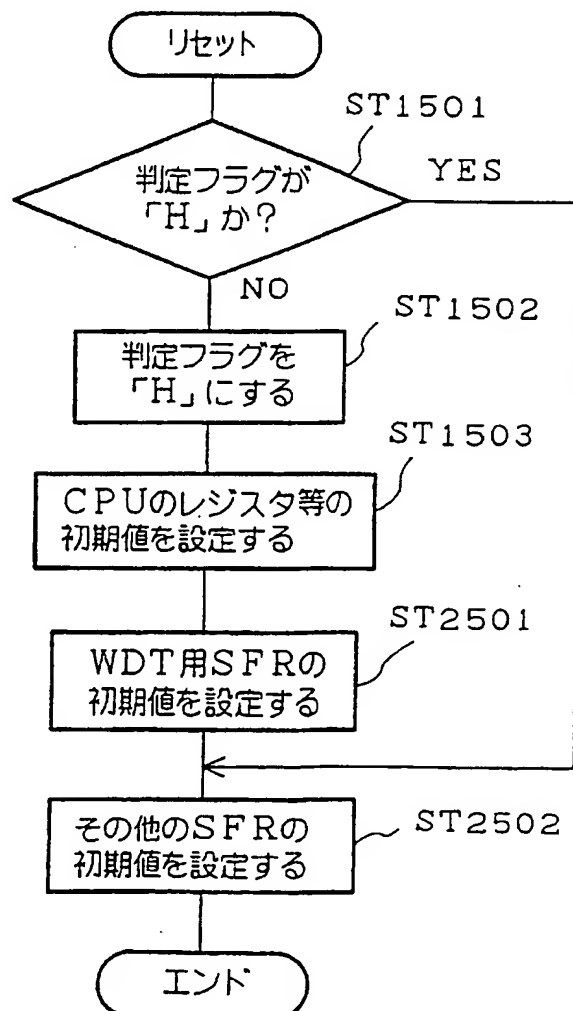 リセット
ST1501
判定フラグが
「H」か?
YES
NO
ST1502
判定フラグを
「H」にする
ST1503
CPUのレジスタ等の
初期値を設定する
ST2501
WDT用SFRの
初期値を設定する
その他のSFRの
初期値を設定する
ST2502
エンド